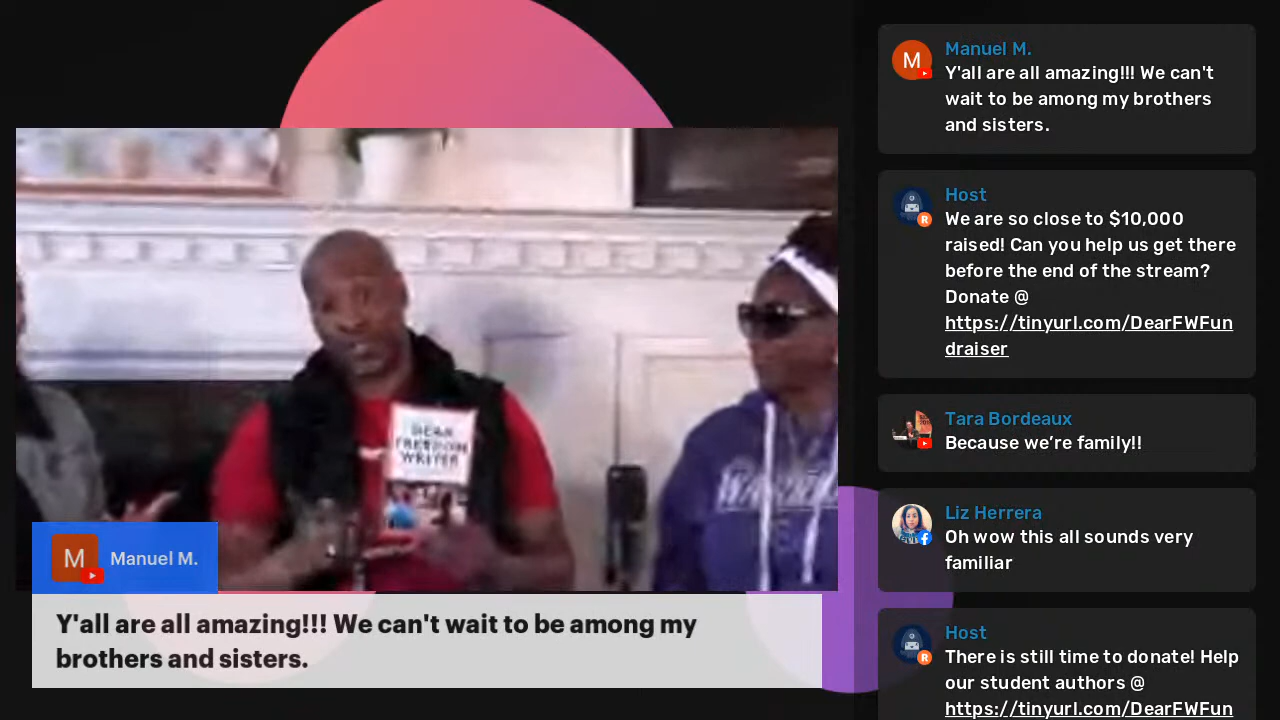 Manuel M.
Y'all are all amazing!!! We can't
wait to be among my brothers
and sisters.
Host
We are so close to $10,000
raised! Can you help us get there
before the end of the stream?
Donate @
https://tinyurl.com/DearFWFun
draiser
Tara Bordeaux
Because we’re family!!
Liz Herrera
Oh wow this all sounds very
familiar
Host
There is still time to donate! Help
our student authors @
https://tinyurl.com/DearFWFun
DEAR
FREEDOM
WRITER
M
Manuel M.
Y'all are all amazing!!! We can't wait to be among my
brothers and sisters.